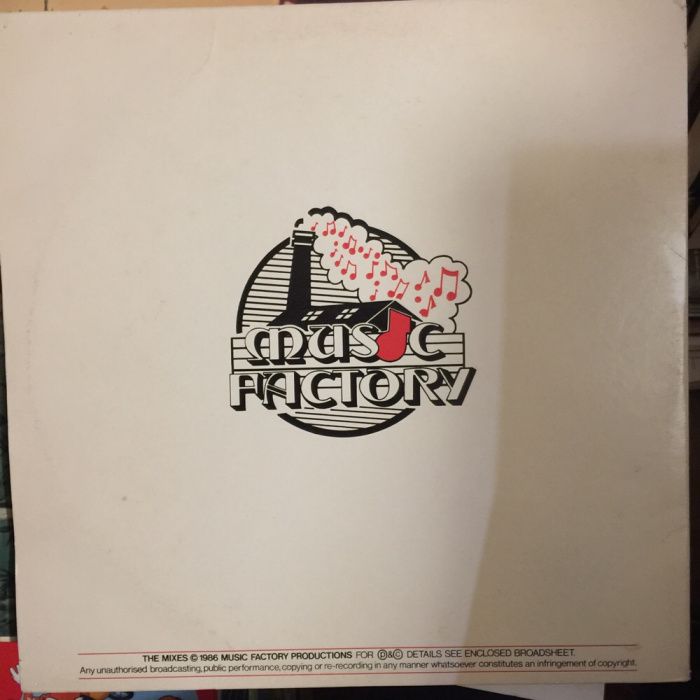 MUSIC
FACTORY
THE MIXES © 1986 MUSIC FACTORY PRODUCTIONS FOR ℗&© DETAILS SEE ENCLOSED BROADSHEET.
Any unauthorised broadcasting, public performance, copying or re-recording in any manner whatsoever constitutes an infringement of copyright.